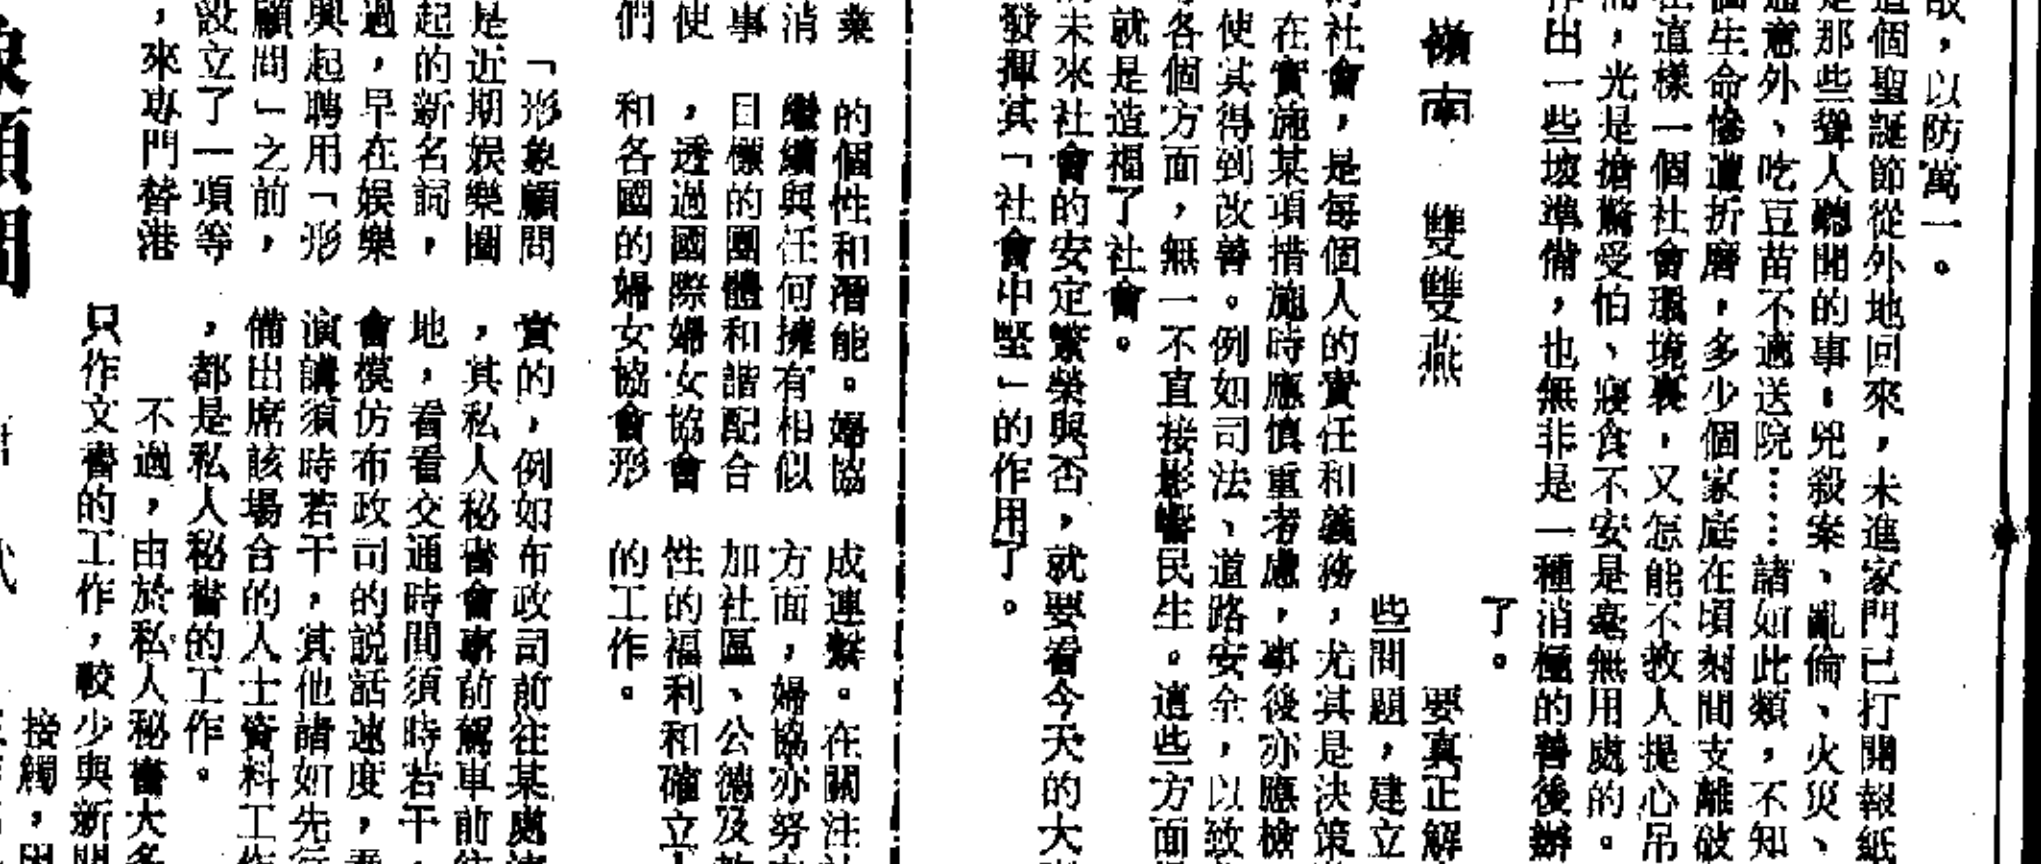 ，以防萬一。
這個聖誕節從外地回來，未進家門已打開報紙
是那些聳人聽聞的事：兇殺案、亂倫、火災、
通意外、吃豆苗不適送院……諸如此類，不知
個生命慘遭折磨，多少個家庭在頃刻間支離破
在這樣一個社會環境裏，又怎能不教人提心吊
，光是搶驚受怕、寢食不安是毫無用處的。
作出一些壞準備，也無非是一種消極的善後辦
了。
嶺南　雙雙燕
要真正解
些問題，建立
的社會，是每個人的責任和義務，尤其是決策
在實施某項措施時應慎重考慮，事後亦應檢
使其得到改善。例如司法、道路安全，以致
各個方面，無一不直接影響民生。這些方面
就是造福了社會。
未來社會的安定繁榮與否，就要看今天的大
發揮其「社會中堅」的作用了。
業
消
事
使
們
的個性和潛能。婦協
繼續與任何擁有相似
目標的團體和諧配合
，透過國際婦女協會
和各國的婦女協會形
成連繫。在關注
方面，婦協亦努
加社區、公德及
性的福利和確立
的工作。
「形象顧問
是近期娛樂圈
起的新名詞，
過，早在娛樂
興起聘用「形
顧問」之前，
設立了一項等
，來專門替港
實的，例如布政司前往某處
，其私人秘書會事前駕車前往
地，看看交通時間須時若干，
會模仿布政司的説話速度，
演講須時若干，其他諸如先
備出席該場合的人士資料工作
，都是私人秘書的工作。
不過，由於私人秘書大多
只作文書的工作，較少與新聞
接觸，因